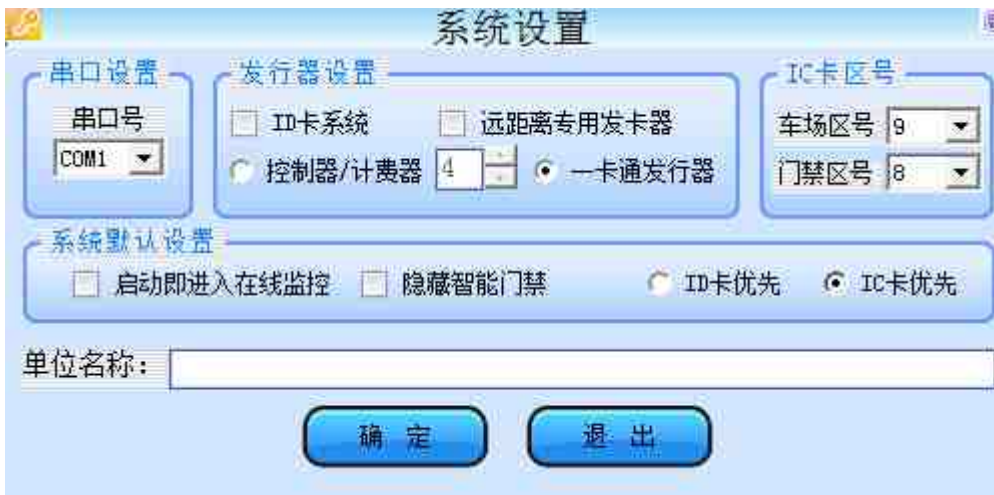 系统设置
串口设置
串口号
COM1
发行器设置
ID卡系统 远距离专用发卡器
控制器/计费器 4 一卡通发行器
IC卡区号
车场区号 9
门禁区号 8
系统默认设置
启动即进入在线监控 隐藏智能门禁 ID卡优先 IC卡优先
单位名称：
确定 退出